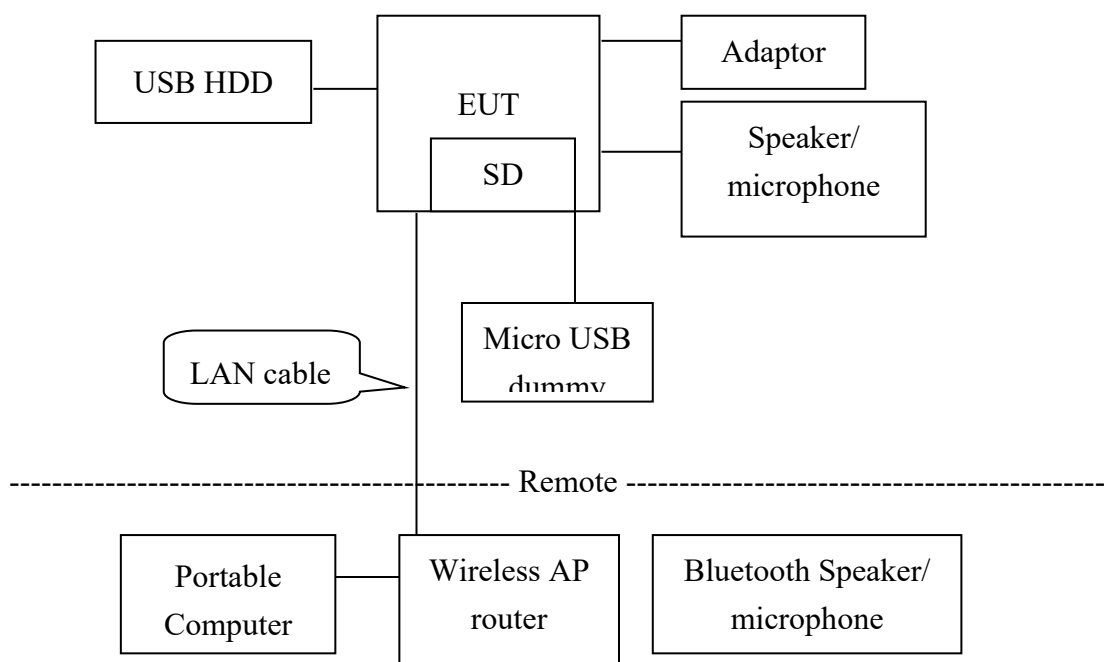 USB HDD
EUT
SD
Adaptor
Speaker/
microphone
Micro USB
dummy
LAN cable
Remote
Portable
Computer
Wireless AP
router
Bluetooth Speaker/
microphone